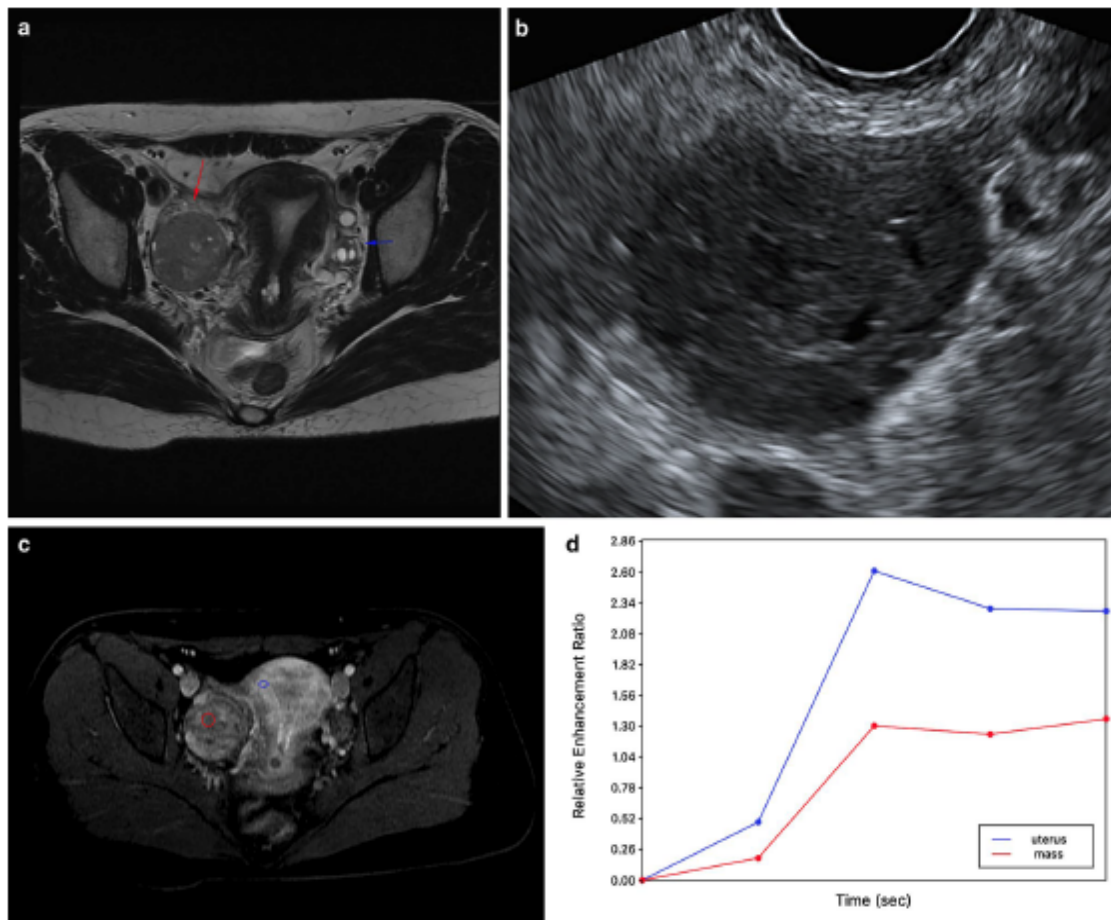 a
b
c
d
Relative Enhancement Ratio
2.86
2.60
2.34
2.08
1.82
1.56
1.30
1.04
0.78
0.52
0.26
0.00
uterus
mass
Time (sec)